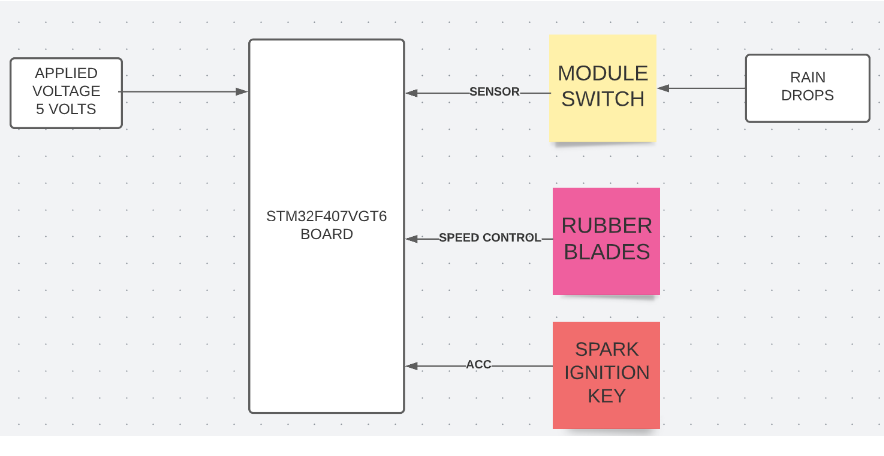 APPLIED
VOLTAGE
5 VOLTS
STM32F407VGT6
BOARD
SENSOR
MODULE
SWITCH
RAIN
DROPS
SPEED CONTROL
RUBBER
BLADES
ACC
SPARK
IGNITION
KEY